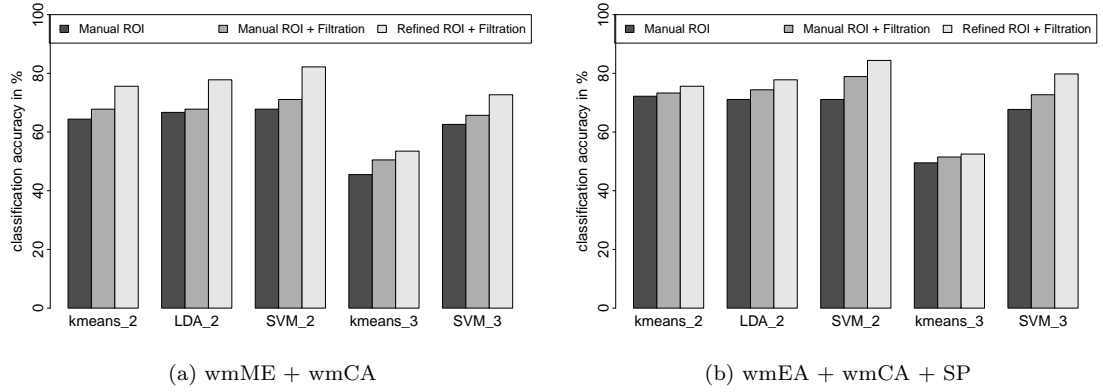 Manual ROI
Manual ROI + Filtration
Refined ROI + Filtration
classification accuracy in %
100
80
60
40
20
0
kmeans_2
LDA_2
SVM_2
kmeans_3
SVM_3
(a) wmME + wmCA
Manual ROI
Manual ROI + Filtration
Refined ROI + Filtration
classification accuracy in %
100
80
60
40
20
0
kmeans_2
LDA_2
SVM_2
kmeans_3
SVM_3
(b) wmEA + wmCA + SP